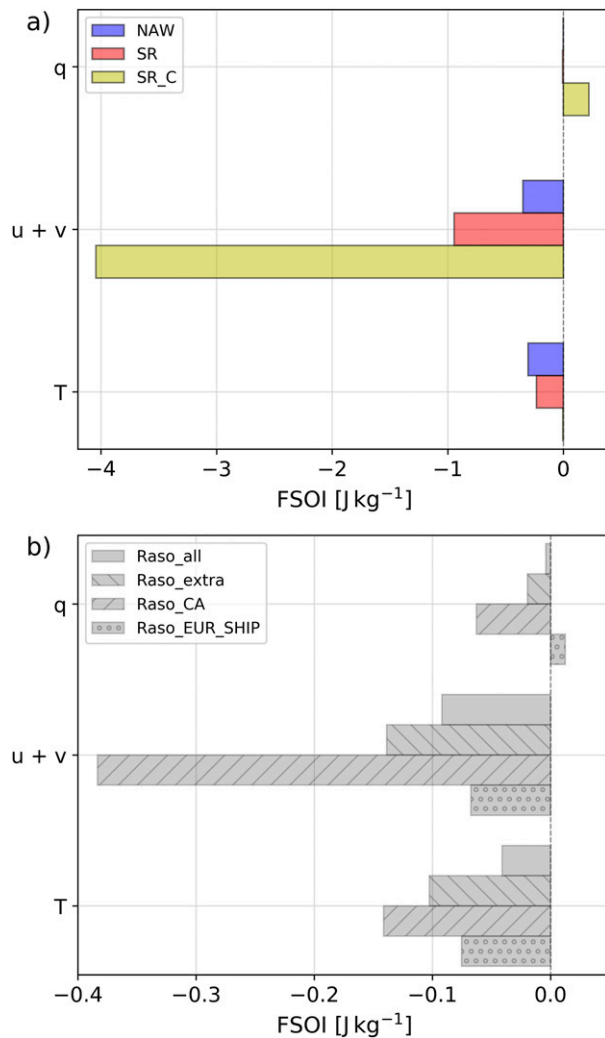 a)
NAW
SR
SR_C
q
u + v
T
−4 −3 −2 −1 0
FSOI [J kg⁻¹]
b)
Raso_all
Raso_extra
Raso_CA
Raso_EUR_SHIP
q
u + v
T
−0.4 −0.3 −0.2 −0.1 0.0
FSOI [J kg⁻¹]